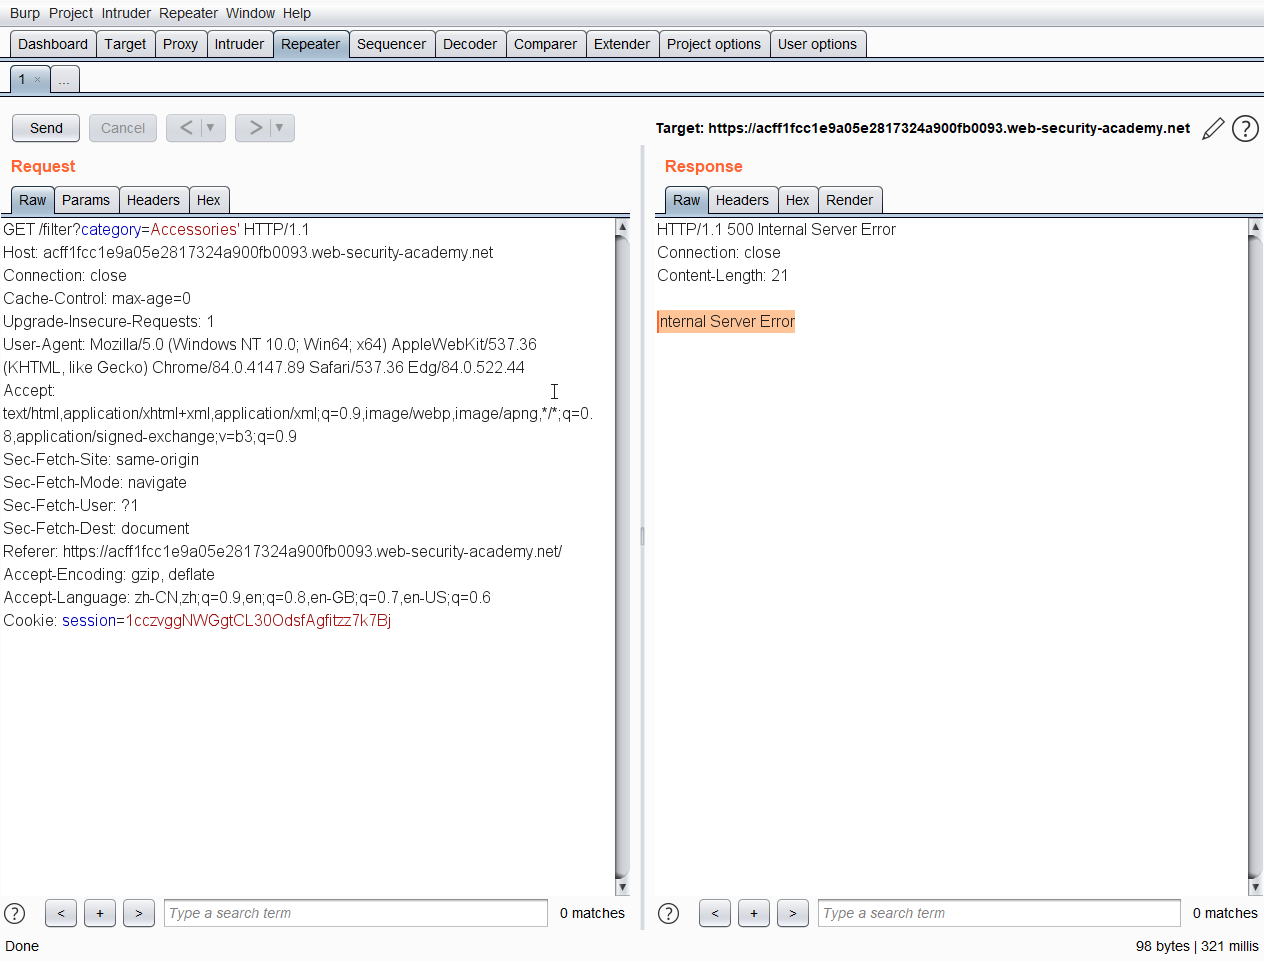 Burp Project Intruder Repeater Window Help
Dashboard Target Proxy Intruder Repeater Sequencer Decoder Comparer Extender Project options User options
1 × ...
Send Cancel < ▼ > ▼ Target: https://acff1fcc1e9a05e2817324a900fb0093.web-security-academy.net ?
Request
Raw Params Headers Hex
GET /filter?category=Accessories' HTTP/1.1
Host: acff1fcc1e9a05e2817324a900fb0093.web-security-academy.net
Connection: close
Cache-Control: max-age=0
Upgrade-Insecure-Requests: 1
User-Agent: Mozilla/5.0 (Windows NT 10.0; Win64; x64) AppleWebKit/537.36
(KHTML, like Gecko) Chrome/84.0.4147.89 Safari/537.36 Edg/84.0.522.44
Accept:
text/html,application/xhtml+xml,application/xml;q=0.9,image/webp,image/apng,*/*;q=0.
8,application/signed-exchange;v=b3;q=0.9
Sec-Fetch-Site: same-origin
Sec-Fetch-Mode: navigate
Sec-Fetch-User: ?1
Sec-Fetch-Dest: document
Referer: https://acff1fcc1e9a05e2817324a900fb0093.web-security-academy.net/
Accept-Encoding: gzip, deflate
Accept-Language: zh-CN,zh;q=0.9,en;q=0.8,en-GB;q=0.7,en-US;q=0.6
Cookie: session=1cczvggNWGgtCL30OdsfAgfitzz7k7Bj
? < + > Type a search term 0 matches
Response
Raw Headers Hex Render
HTTP/1.1 500 Internal Server Error
Connection: close
Content-Length: 21
Internal Server Error
? < + > Type a search term 0 matches
Done
98 bytes | 321 millis